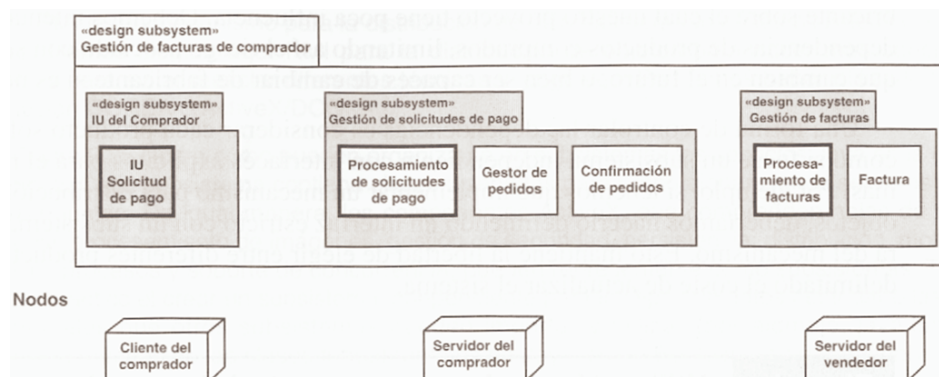 «design subsystem»
Gestión de facturas de comprador
«design subsystem»
IU del Comprador
IU
Solicitud
de pago
«design subsystem»
Gestión de solicitudes de pago
Procesamiento
de solicitudes
de pago
Gestor de
pedidos
Confirmación
de pedidos
«design subsystem»
Gestión de facturas
Procesa-
miento de
facturas
Factura
Nodos
Cliente del
comprador
Servidor del
comprador
Servidor del
vendedor